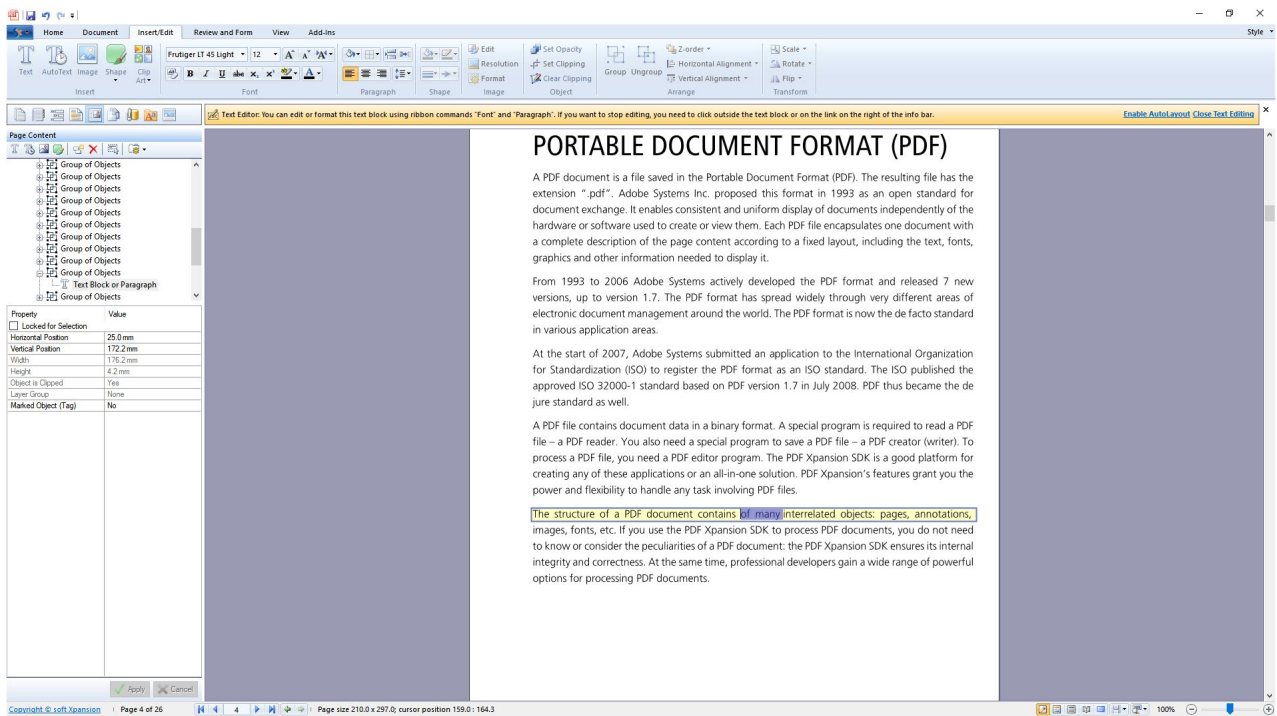 Home Document Insert/Edit Review and Form View Add-Ins Style
Text AutoText Image Shape Clip Art
Insert
Frutiger LT 45 Light 12
Font
Paragraph
Shape
Edit
Resolution
Format
Image
Set Opacity
Set Clipping
Clear Clipping
Object
Group Ungroup
Z-order
Horizontal Alignment
Vertical Alignment
Arrange
Scale
Rotate
Flip
Transform
Text Editor: You can edit or format this text block using ribbon commands "Font" and "Paragraph". If you want to stop editing, you need to click outside the text block or on the link on the right of the info bar. Enable AutoLayout Close Text Editing
Page Content
Group of Objects
Group of Objects
Group of Objects
Group of Objects
Group of Objects
Group of Objects
Group of Objects
Group of Objects
Group of Objects
Group of Objects
Text Block or Paragraph
Group of Objects
Property Value
Locked for Selection
Horizontal Position 25.0 mm
Vertical Position 172.2 mm
Width 176.2 mm
Height 4.2 mm
Object is Clipped Yes
Layer Group None
Marked Object (Tag) No
Apply Cancel
PORTABLE DOCUMENT FORMAT (PDF)
A PDF document is a file saved in the Portable Document Format (PDF). The resulting file has the
extension “.pdf”. Adobe Systems Inc. proposed this format in 1993 as an open standard for
document exchange. It enables consistent and uniform display of documents independently of the
hardware or software used to create or view them. Each PDF file encapsulates one document with
a complete description of the page content according to a fixed layout, including the text, fonts,
graphics and other information needed to display it.
From 1993 to 2006 Adobe Systems actively developed the PDF format and released 7 new
versions, up to version 1.7. The PDF format has spread widely through very different areas of
electronic document management around the world. The PDF format is now the de facto standard
in various application areas.
At the start of 2007, Adobe Systems submitted an application to the International Organization
for Standardization (ISO) to register the PDF format as an ISO standard. The ISO published the
approved ISO 32000-1 standard based on PDF version 1.7 in July 2008. PDF thus became the de
jure standard as well.
A PDF file contains document data in a binary format. A special program is required to read a PDF
file – a PDF reader. You also need a special program to save a PDF file – a PDF creator (writer). To
process a PDF file, you need a PDF editor program. The PDF Xpansion SDK is a good platform for
creating any of these applications or an all-in-one solution. PDF Xpansion’s features grant you the
power and flexibility to handle any task involving PDF files.
The structure of a PDF document contains of many interrelated objects: pages, annotations,
images, fonts, etc. If you use the PDF Xpansion SDK to process PDF documents, you do not need
to know or consider the peculiarities of a PDF document: the PDF Xpansion SDK ensures its internal
integrity and correctness. At the same time, professional developers gain a wide range of powerful
options for processing PDF documents.
Copyright © soft Xpansion Page 4 of 26 4 Page size 210.0 x 297.0; cursor position 159.0 : 164.3 100%